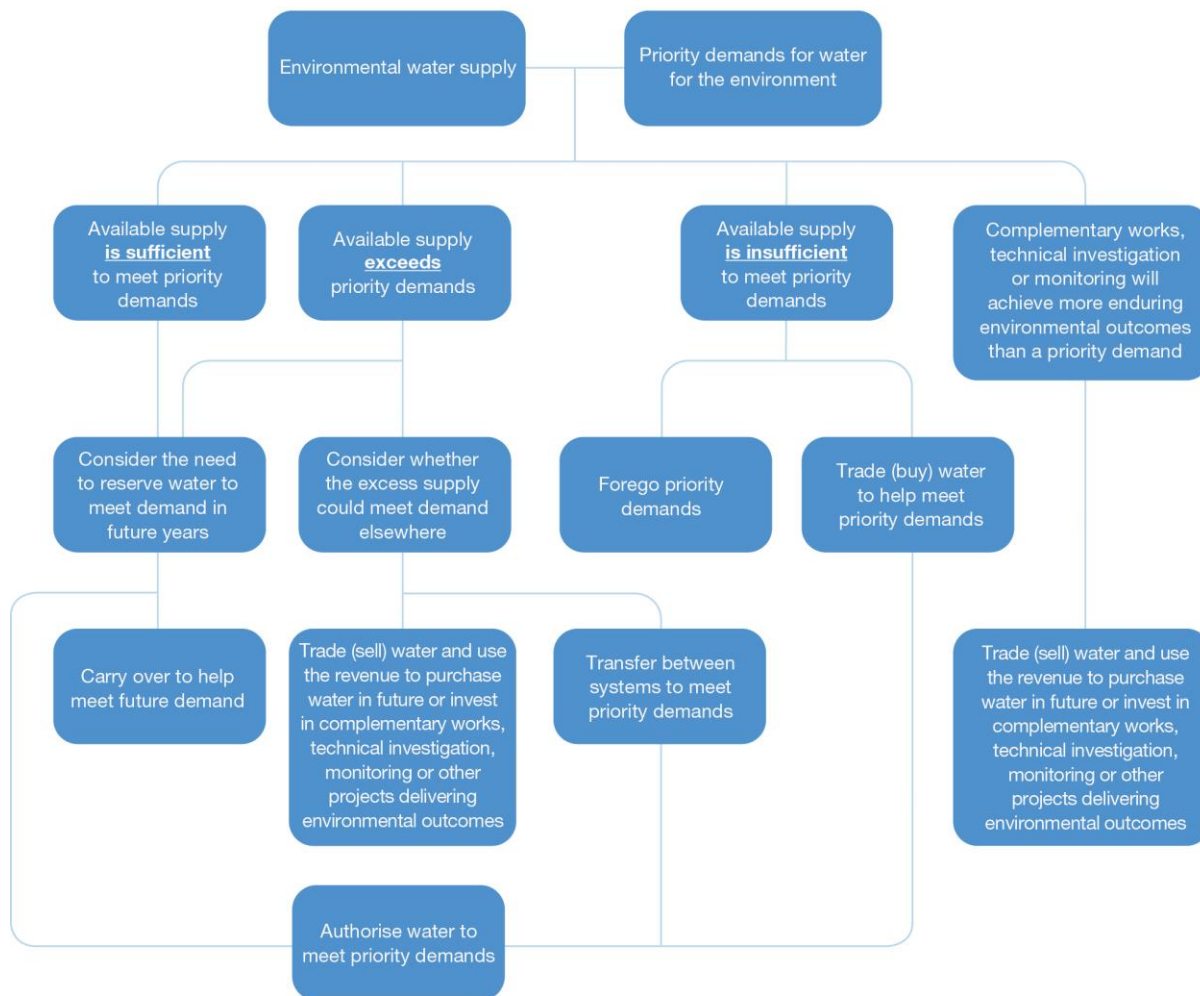 Environmental water supply
Priority demands for water
for the environment
Available supply
is sufficient
to meet priority
demands
Available supply
exceeds
priority demands
Available supply
is insufficient
to meet priority
demands
Complementary works,
technical investigation
or monitoring will
achieve more enduring
environmental outcomes
than a priority demand
Consider the need
to reserve water to
meet demand in
future years
Consider whether
the excess supply
could meet demand
elsewhere
Forego priority
demands
Trade (buy) water
to help meet
priority demands
Carry over to help
meet future demand
Trade (sell) water and use
the revenue to purchase
water in future or invest
in complementary works,
technical investigation,
monitoring or other
projects delivering
environmental outcomes
Transfer between
systems to meet
priority demands
Trade (sell) water and use
the revenue to purchase
water in future or invest in
complementary works,
technical investigation,
monitoring or other
projects delivering
environmental outcomes
Authorise water to
meet priority demands